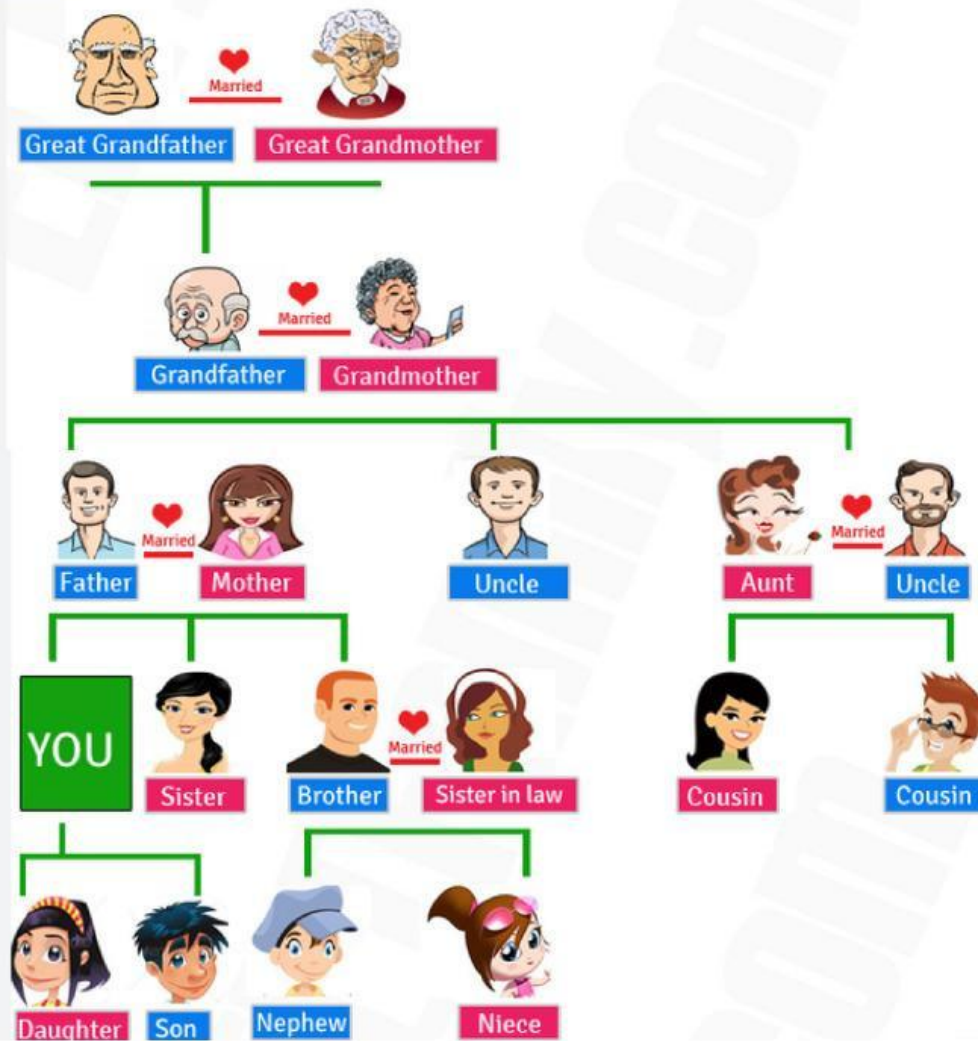 Married
Great Grandfather Great Grandmother
Married
Grandfather Grandmother
Married Married
Father Mother Uncle Aunt Uncle
YOU
Married
Sister Brother Sister in law Cousin Cousin
Daughter Son Nephew Niece